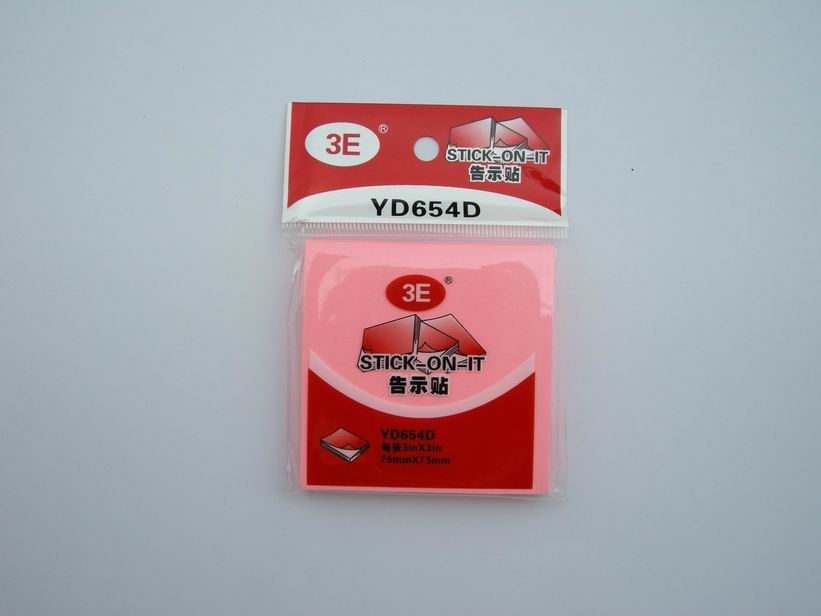 3E®
STICK-ON-IT
告示贴
YD654D
3E®
STICK-ON-IT
告示贴
YD654D
每张3inX3in
75mmX75mm